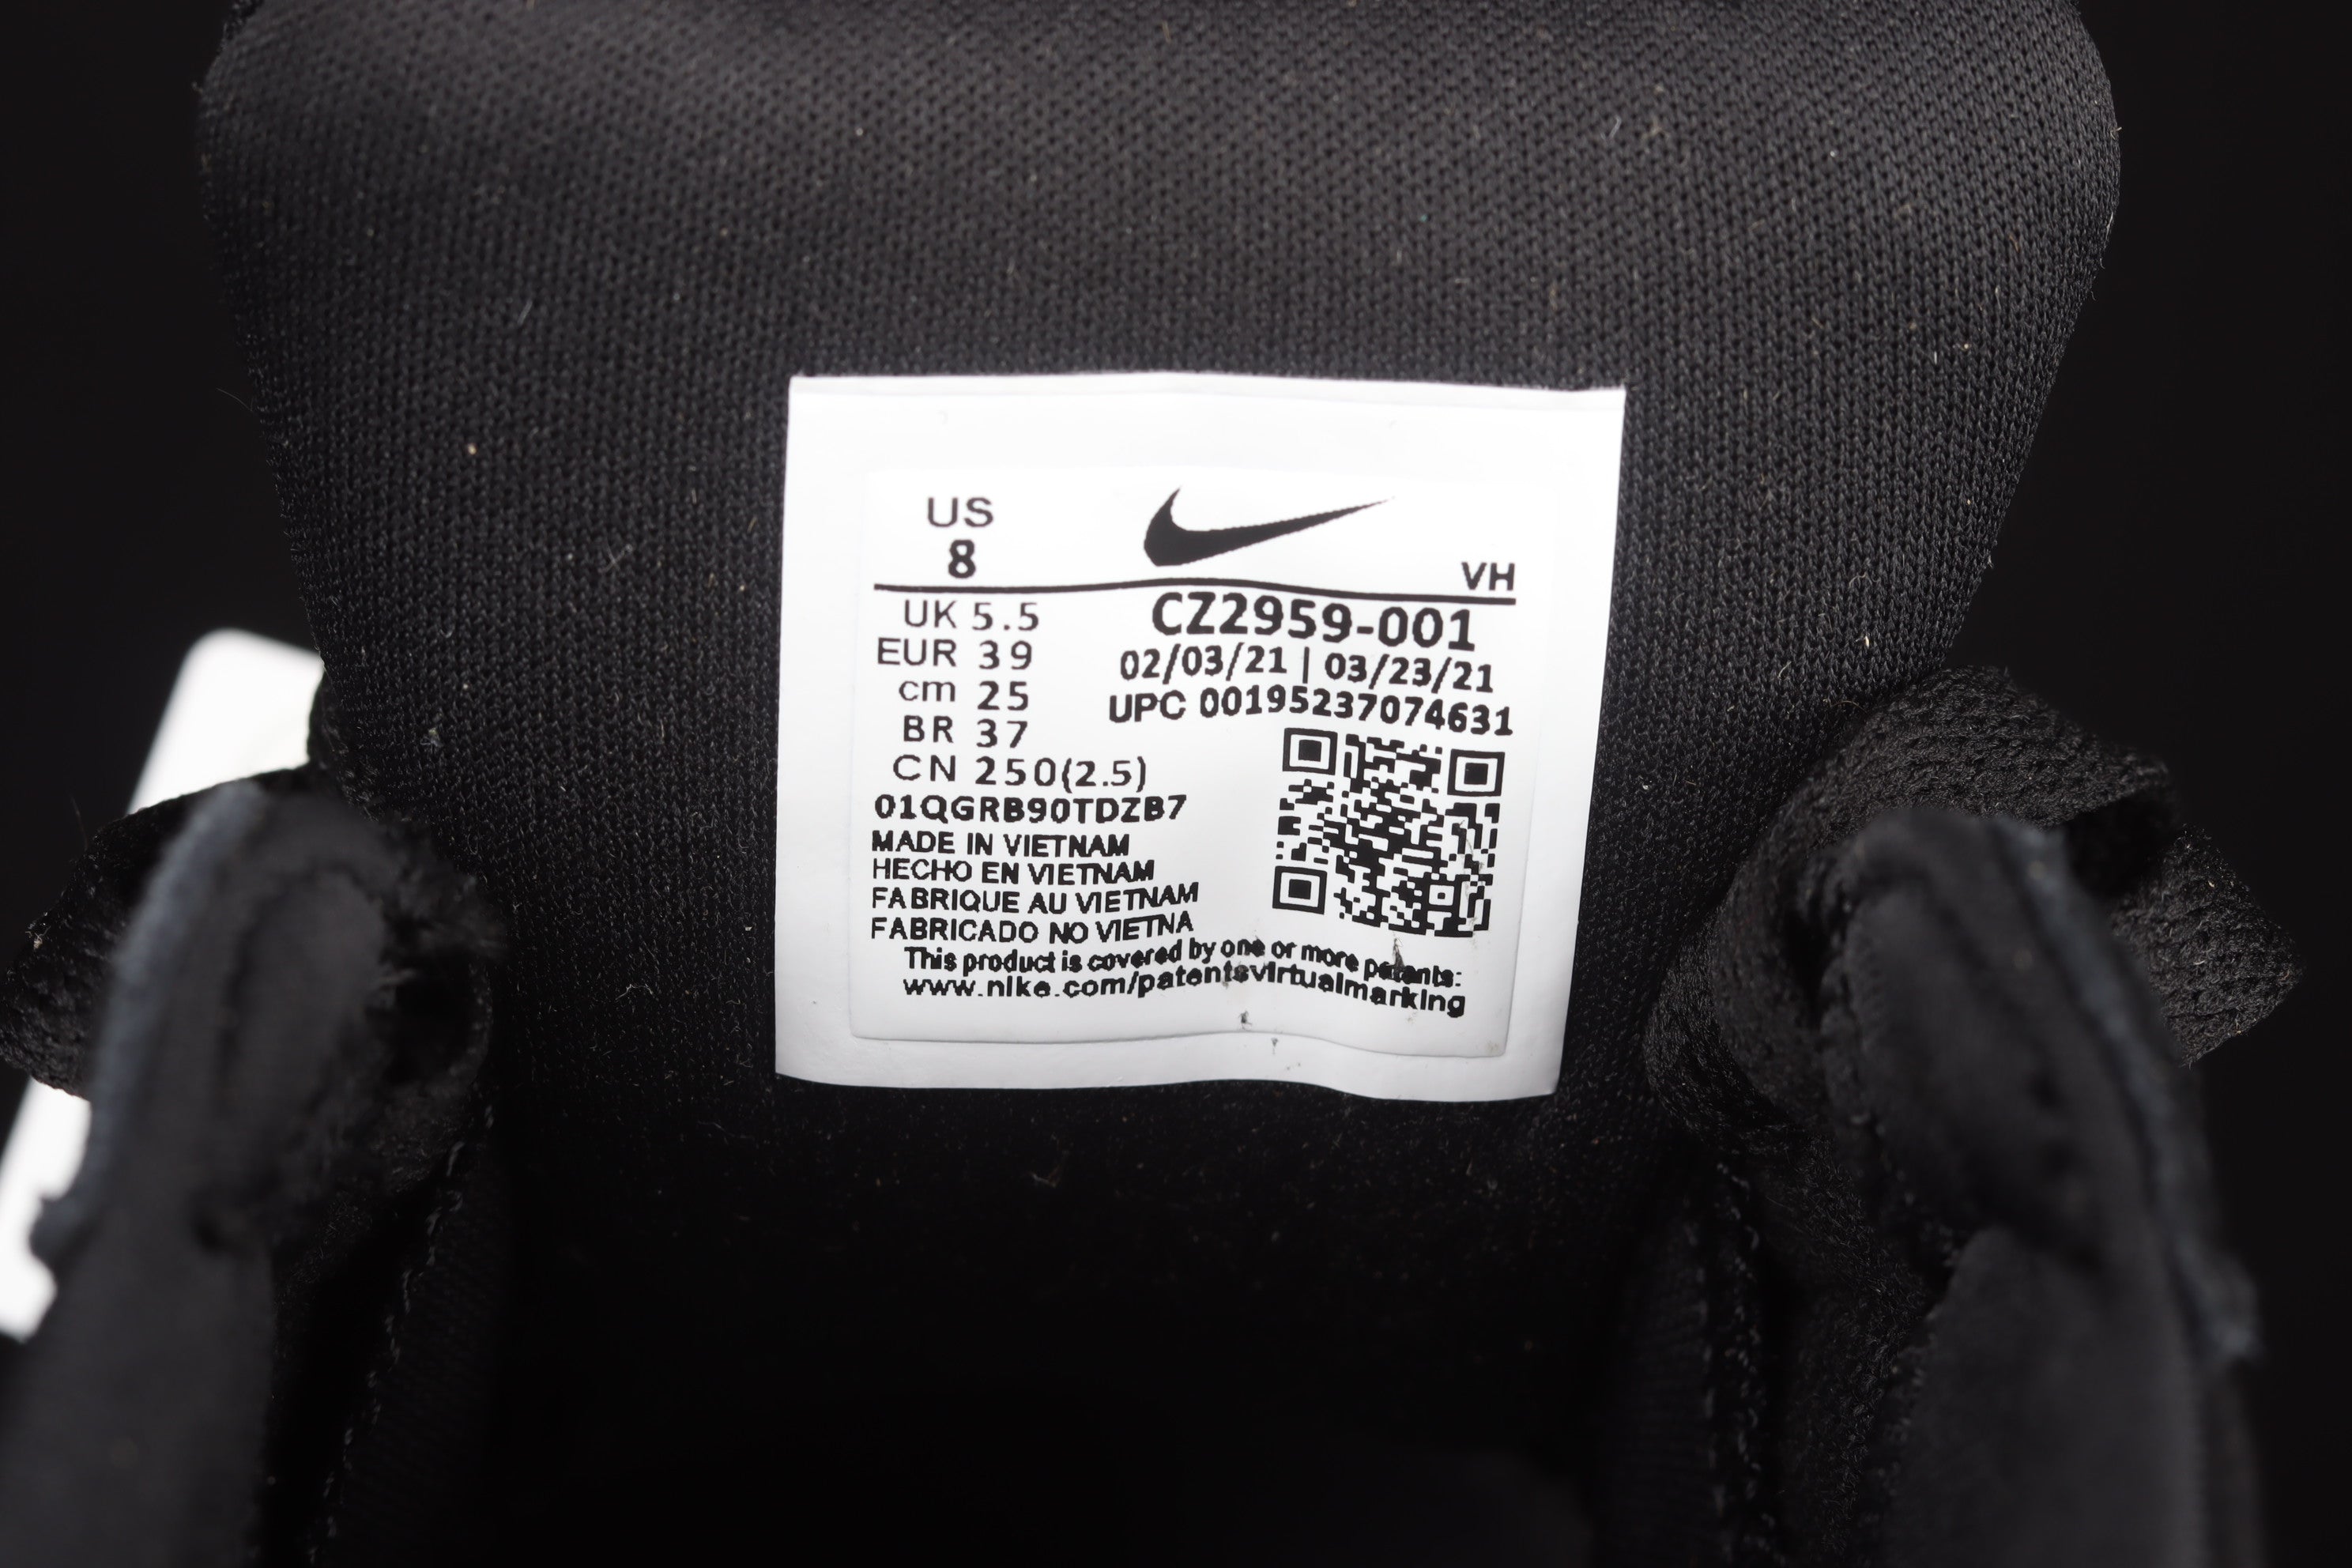 US
8
VH
UK 5.5
EUR 39
cm 25
BR 37
CN 250(2.5)
CZ2959-001
02/03/21 | 03/23/21
UPC 00195237074631
01QGRB90TDZB7
MADE IN VIETNAM
HECHO EN VIETNAM
FABRIQUE AU VIETNAM
FABRICADO NO VIETNA
This product is covered by one or more patents:
www.nike.com/patentsvirtualmarking